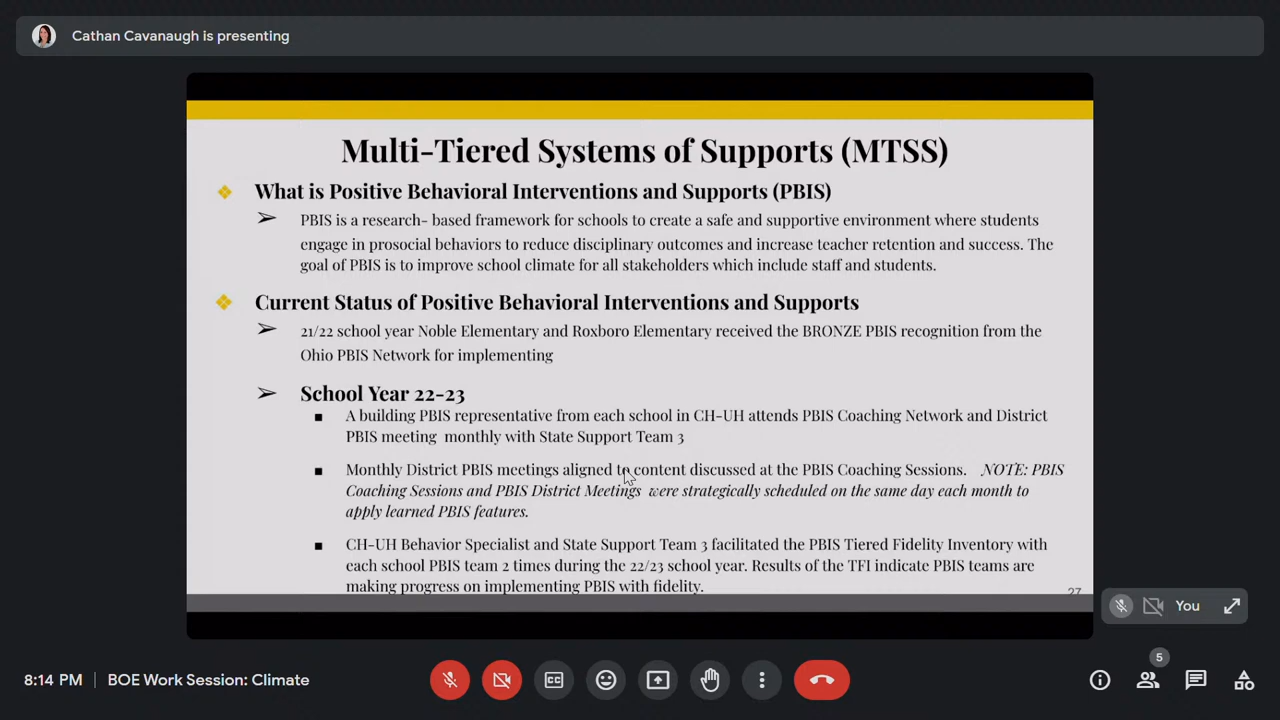 Cathan Cavanaugh is presenting
Multi-Tiered Systems of Supports (MTSS)
What is Positive Behavioral Interventions and Supports (PBIS)
PBIS is a research- based framework for schools to create a safe and supportive environment where students
engage in prosocial behaviors to reduce disciplinary outcomes and increase teacher retention and success. The
goal of PBIS is to improve school climate for all stakeholders which include staff and students.
Current Status of Positive Behavioral Interventions and Supports
21/22 school year Noble Elementary and Roxboro Elementary received the BRONZE PBIS recognition from the
Ohio PBIS Network for implementing
School Year 22-23
A building PBIS representative from each school in CH-UH attends PBIS Coaching Network and District
PBIS meeting monthly with State Support Team 3
Monthly District PBIS meetings aligned to content discussed at the PBIS Coaching Sessions. NOTE: PBIS
Coaching Sessions and PBIS District Meetings were strategically scheduled on the same day each month to
apply learned PBIS features.
CH-UH Behavior Specialist and State Support Team 3 facilitated the PBIS Tiered Fidelity Inventory with
each school PBIS team 2 times during the 22/23 school year. Results of the TFI indicate PBIS teams are
making progress on implementing PBIS with fidelity.
27
You
8:14 PM | BOE Work Session: Climate
5